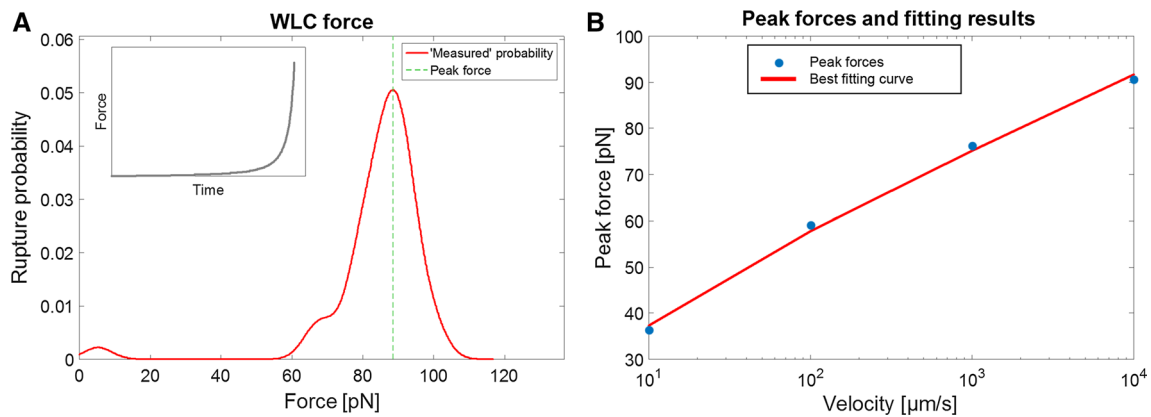 A
WLC force
Rupture probability
0.06
0.05
0.04
0.03
0.02
0.01
0
0 20 40 60 80 100 120
Force [pN]
Force
Time
'Measured' probability
Peak force
B
Peak forces and fitting results
Peak force [pN]
100
90
80
70
60
50
40
30
10¹ 10² 10³ 10⁴
Velocity [µm/s]
Peak forces
Best fitting curve